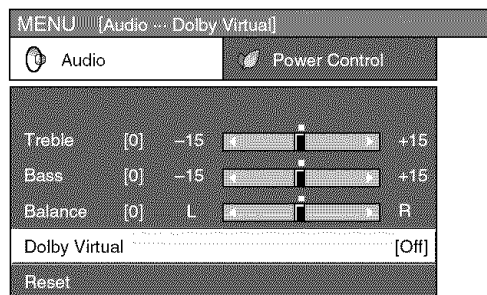 MENU [Audio ... Dolby Virtual]
Audio Power Control
Treble [0] –15 +15
Bass [0] –15 +15
Balance [0] L R
Dolby Virtual [Off]
Reset